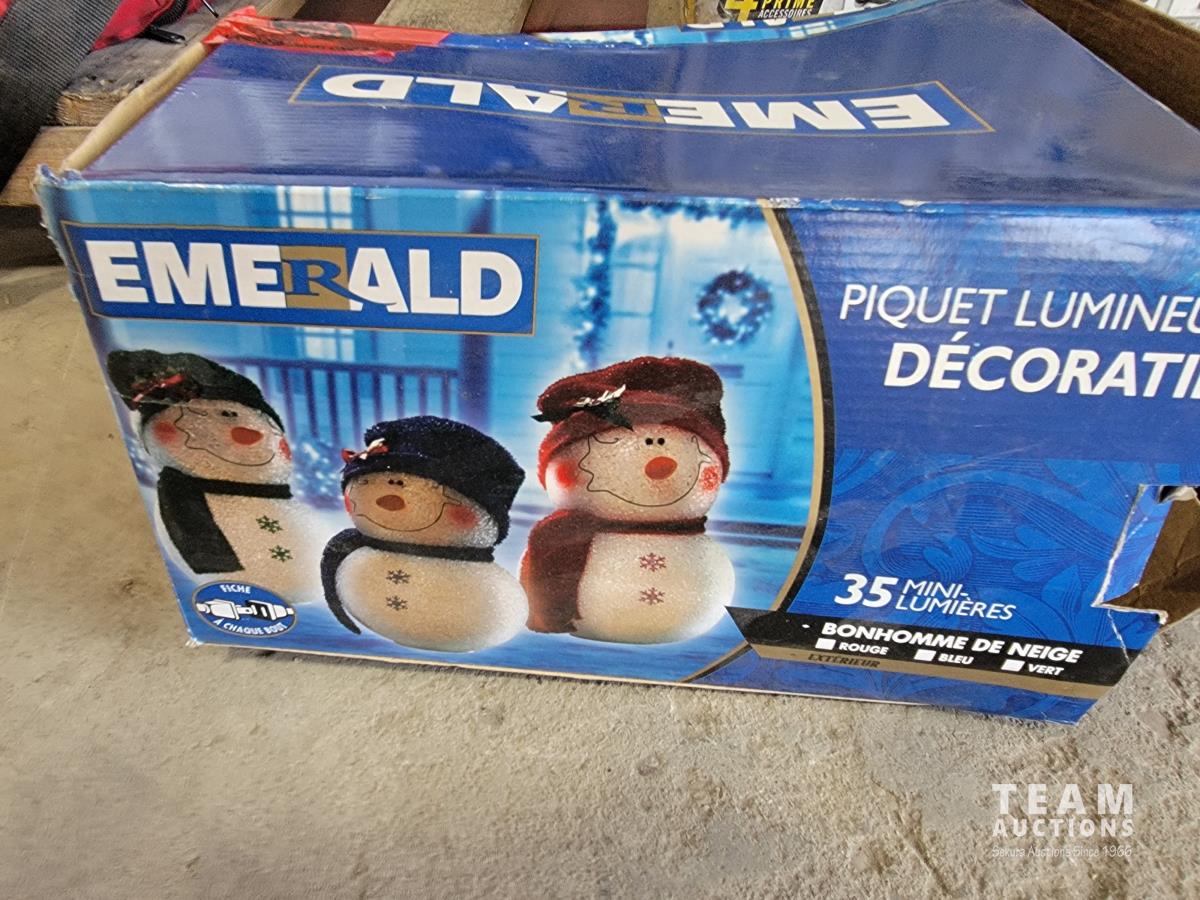 4 PRIME
ACCESSOIRES
EMERALD
EMERALD
PIQUET LUMINEU
DÉCORATI
35 MINI-
LUMIÈRES
BONHOMME DE NEIGE
ROUGE BLEU VERT
EXTÉRIEUR
FICHE
À CHAQUE BOUT
TEAM
AUCTIONS
Sekura Auctions Since 1966